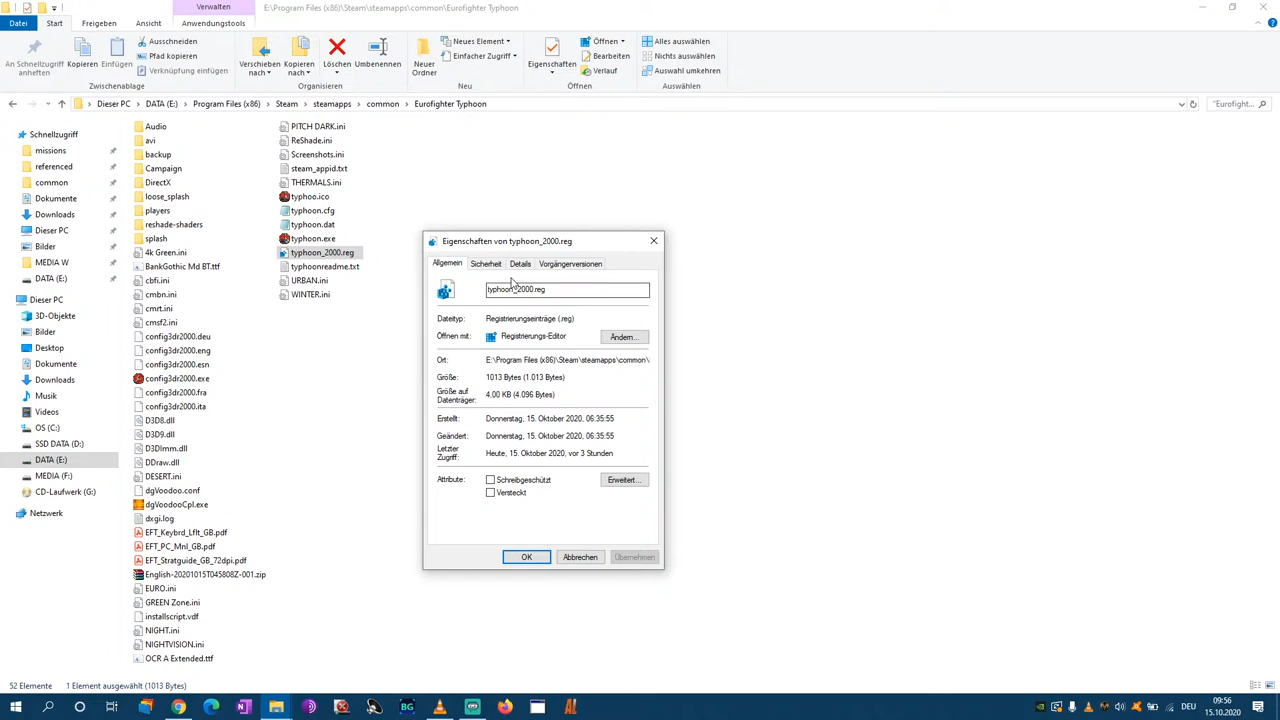 Verwalten
E:\Program Files (x86)\Steam\steamapps\common\Eurofighter Typhoon
Datei
Start
Freigeben
Ansicht
Anwendungstools
An Schnellzugriff anheften
Kopieren
Einfügen
Ausschneiden
Pfad kopieren
Verknüpfung einfügen
Zwischenablage
Verschieben nach
Kopieren nach
Löschen
Umbenennen
Organisieren
Neuer Ordner
Neues Element
Einfacher Zugriff
Neu
Eigenschaften
Öffnen
Bearbeiten
Verlauf
Öffnen
Alles auswählen
Nichts auswählen
Auswahl umkehren
Auswählen
Dieser PC > DATA (E:) > Program Files (x86) > Steam > steamapps > common > Eurofighter Typhoon
"Eurofight...
Schnellzugriff
missions
referenced
common
Dokumente
Downloads
Dieser PC
Bilder
MEDIA W
DATA (E:)
Dieser PC
3D-Objekte
Bilder
Desktop
Dokumente
Downloads
Musik
Videos
OS (C:)
SSD DATA (D:)
DATA (E:)
MEDIA (F:)
CD-Laufwerk (G:)
Netzwerk
Audio
avi
backup
Campaign
DirectX
loose_splash
players
reshade-shaders
splash
4k Green.ini
BankGothic Md BT.ttf
cbfi.ini
cmbn.ini
cmrt.ini
cmsf2.ini
config3dr2000.deu
config3dr2000.eng
config3dr2000.esn
config3dr2000.exe
config3dr2000.fra
config3dr2000.ita
D3D8.dll
D3D9.dll
D3DImm.dll
DDraw.dll
DESERT.ini
dgVoodoo.conf
dgVoodooCpl.exe
dxgi.log
EFT_Keybrd_Lflt_GB.pdf
EFT_PC_Mnl_GB.pdf
EFT_Stratguide_GB_72dpi.pdf
English-20201015T045808Z-001.zip
EURO.ini
GREEN Zone.ini
installscript.vdf
NIGHT.ini
NIGHTVISION.ini
OCR A Extended.ttf
PITCH DARK.ini
ReShade.ini
Screenshots.ini
steam_appid.txt
THERMALS.ini
typhoo.ico
typhoon.cfg
typhoon.dat
typhoon.exe
typhoon_2000.reg
typhoonreadme.txt
URBAN.ini
WINTER.ini
Eigenschaften von typhoon_2000.reg
Allgemein
Sicherheit
Details
Vorgängerversionen
typhoon_2000.reg
Dateityp: Registrierungseinträge (.reg)
Öffnen mit: Registrierungs-Editor
Ändern...
Ort: E:\Program Files (x86)\Steam\steamapps\common\
Größe: 1013 Bytes (1.013 Bytes)
Größe auf Datenträger: 4,00 KB (4.096 Bytes)
Erstellt: Donnerstag, 15. Oktober 2020, 06:35:55
Geändert: Donnerstag, 15. Oktober 2020, 06:35:55
Letzter Zugriff: Heute, 15. Oktober 2020, vor 3 Stunden
Attribute:
Schreibgeschützt
Versteckt
Erweitert...
OK
Abbrechen
Übernehmen
52 Elemente
1 Element ausgewählt (1013 Bytes)
BG
DEU
09:56
15.10.2020